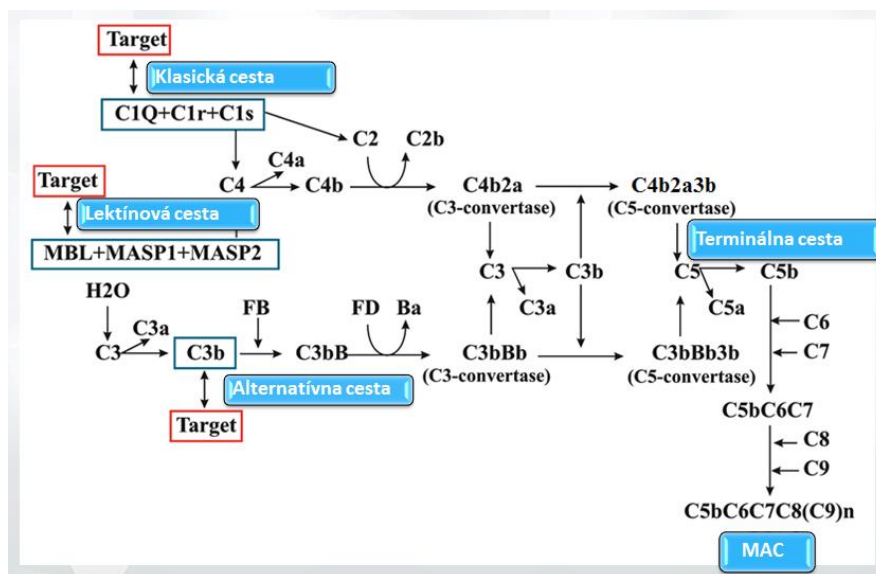 Target
Klasická cesta
C1Q+C1r+C1s
C2 C2b
C4a
Target
C4 C4b C4b2a C4b2a3b
(C3-convertase) (C5-convertase)
Lektínová cesta
Terminálna cesta
MBL+MASP1+MASP2
C3 C3b C5 C5b
H2O
C3a FB FD Ba C3a C5a
C6
C3 C3b C3bB C3bBb C3bBb3b
C7
(C3-convertase) (C5-convertase)
Alternatívna cesta
Target
C5bC6C7
C8
C9
C5bC6C7C8(C9)n
MAC